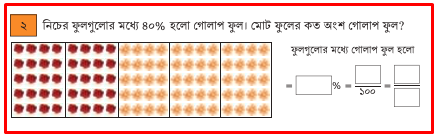 ২ নিচের ফুলগুলোর মধ্যে ৪০% হলো গোলাপ ফুল। মোট ফুলের কত অংশ গোলাপ ফুল?
ফুলগুলোর মধ্যে গোলাপ ফুল হলো
= % = ১০০ =